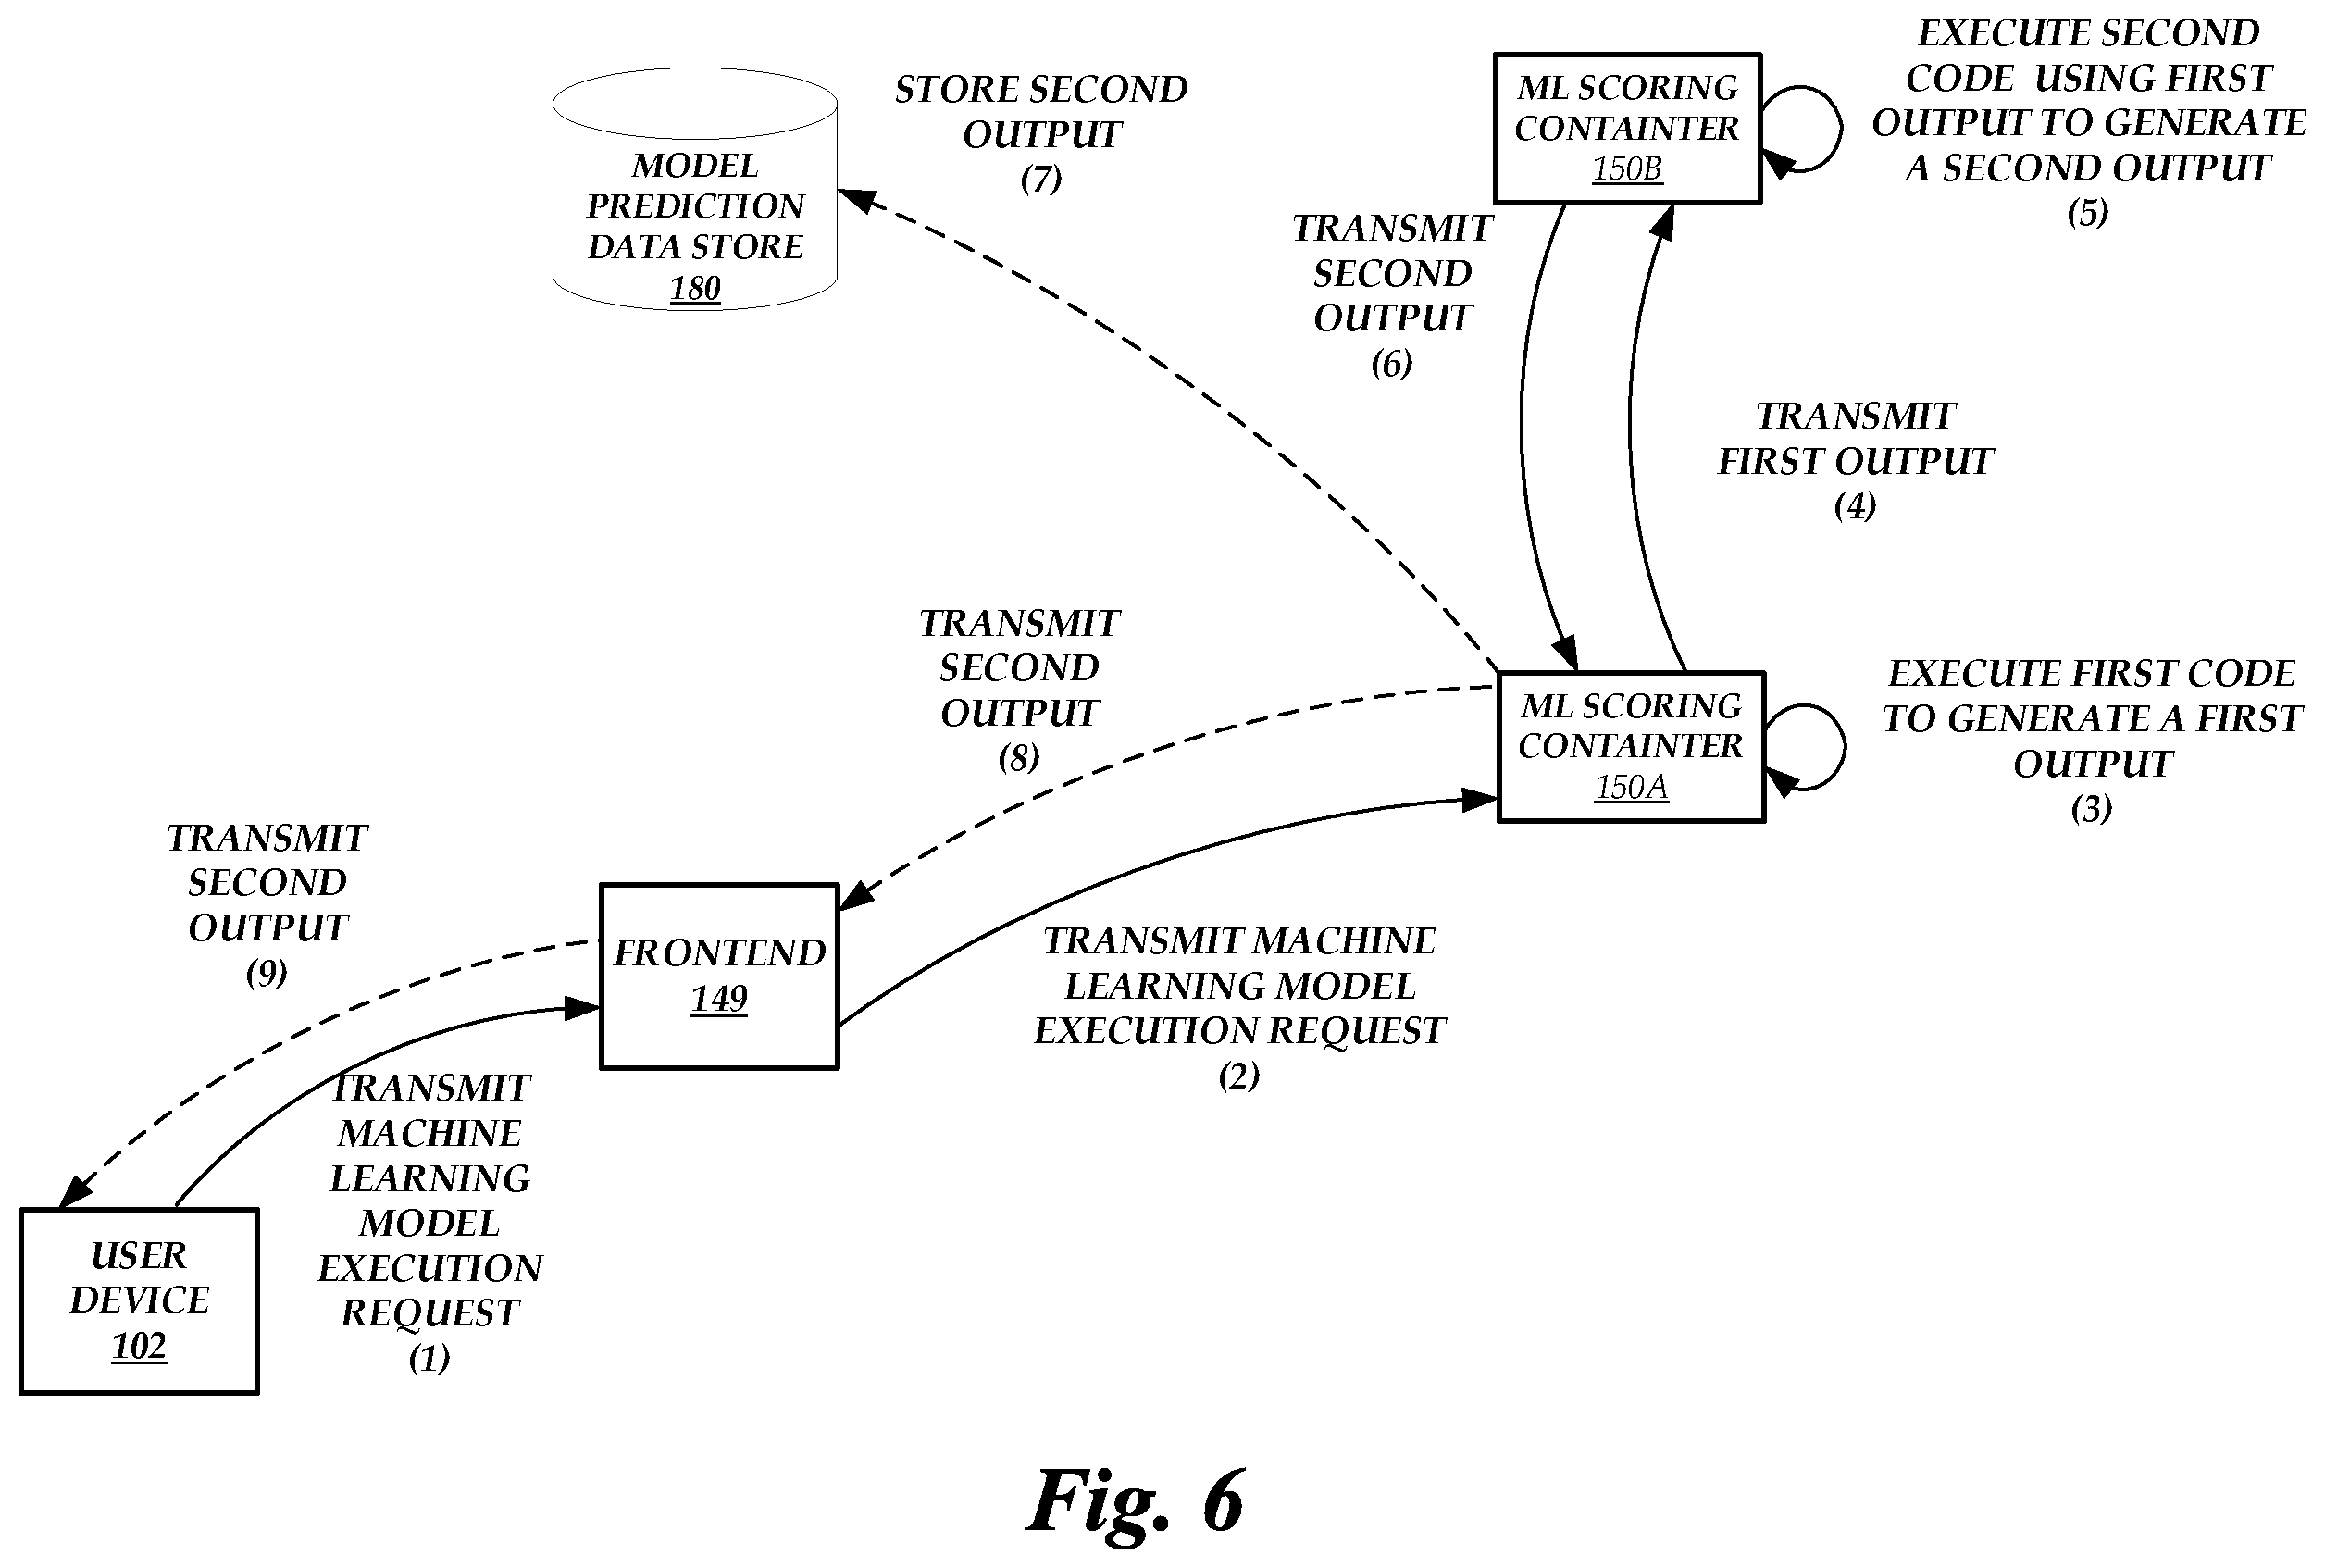 EXECUTE SECOND
CODE USING FIRST
OUTPUT TO GENERATE
A SECOND OUTPUT
(5)
ML SCORING
CONTAINTER
150B
STORE SECOND
OUTPUT
(7)
MODEL
PREDICTION
DATA STORE
180
TRANSMIT
SECOND
OUTPUT
(6)
TRANSMIT
FIRST OUTPUT
(4)
TRANSMIT
SECOND
OUTPUT
(8)
ML SCORING
CONTAINTER
150A
EXECUTE FIRST CODE
TO GENERATE A FIRST
OUTPUT
(3)
TRANSMIT
SECOND
OUTPUT
(9)
FRONTEND
149
TRANSMIT MACHINE
LEARNING MODEL
EXECUTION REQUEST
(2)
TRANSMIT
MACHINE
LEARNING
MODEL
EXECUTION
REQUEST
(1)
USER
DEVICE
102
Fig. 6